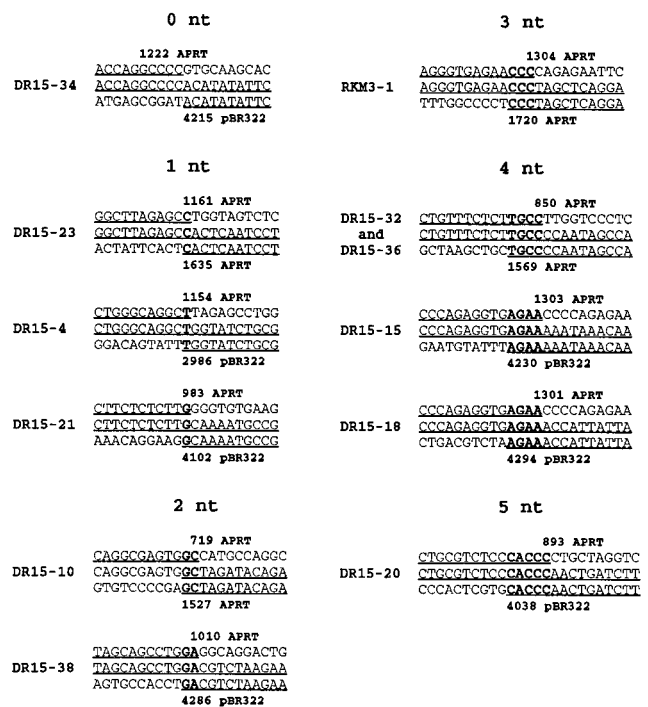 0 nt
1222 APRT
ACCAGGCCCCGTGCAAGCAC
DR15-34
ACCAGGCCCCACATATATTC
ATGAGCGGATACATATATTC
4215 pBR322
1 nt
1161 APRT
GGCTTAGAGCCTGGTAGTCTC
DR15-23
GGCTTAGAGCCACTCAATCCT
ACTATTCACTCACTCAATCCT
1635 APRT
1154 APRT
CTGGGCAGGCTTAGAGCCTGG
DR15-4
CTGGGCAGGCTGGTATCTGCG
GGACAGTATTTGGTATCTGCG
2986 pBR322
983 APRT
CTTCTCTCTTGGGGTGTGAAG
DR15-21
CTTCTCTCTTGCAAAATGCCG
AAACAGGAAGGCAAAATGCCG
4102 pBR322
2 nt
719 APRT
CAGGCGAGTGGCCATGCCAGGC
DR15-10
CAGGCGAGTGGCTAGATACAGA
GTGTCCCCGAGCTAGATACAGA
1527 APRT
1010 APRT
TAGCAGCCTGGAGGCAGGACTG
DR15-38
TAGCAGCCTGGACGTCTAAGAA
AGTGCCACCTGACGTCTAAGAA
4286 pBR322
3 nt
1304 APRT
AGGGTGAGAACCCCAGAGAATTC
RKM3-1
AGGGTGAGAACCCTAGCTCAGGA
TTTGGCCCCTCCCTAGCTCAGGA
1720 APRT
4 nt
850 APRT
DR15-32
CTGTTTCTCTTGCCTTGGTCCCTC
and
CTGTTTCTCTTGCCCCAATAGCCA
DR15-36
GCTAAGCTGCTGCCCCAATAGCCA
1569 APRT
1303 APRT
CCCAGAGGTGAGAACCCCAGAGAA
DR15-15
CCCAGAGGTGAGAAAAATAAACAA
GAATGTATTTAGAAAAATAAACAA
4230 pBR322
1301 APRT
CCCAGAGGTGAGAACCCCAGAGAA
DR15-18
CCCAGAGGTGAGAAACCATTATTA
CTGACGTCTAAGAAACCATTATTA
4294 pBR322
5 nt
893 APRT
CTGCGTCTCCCCACCCCTGCTAGGTC
DR15-20
CTGCGTCTCCCCACCCAACTGATCTT
CCCACTCGTGCACCCAACTGATCTT
4038 pBR322